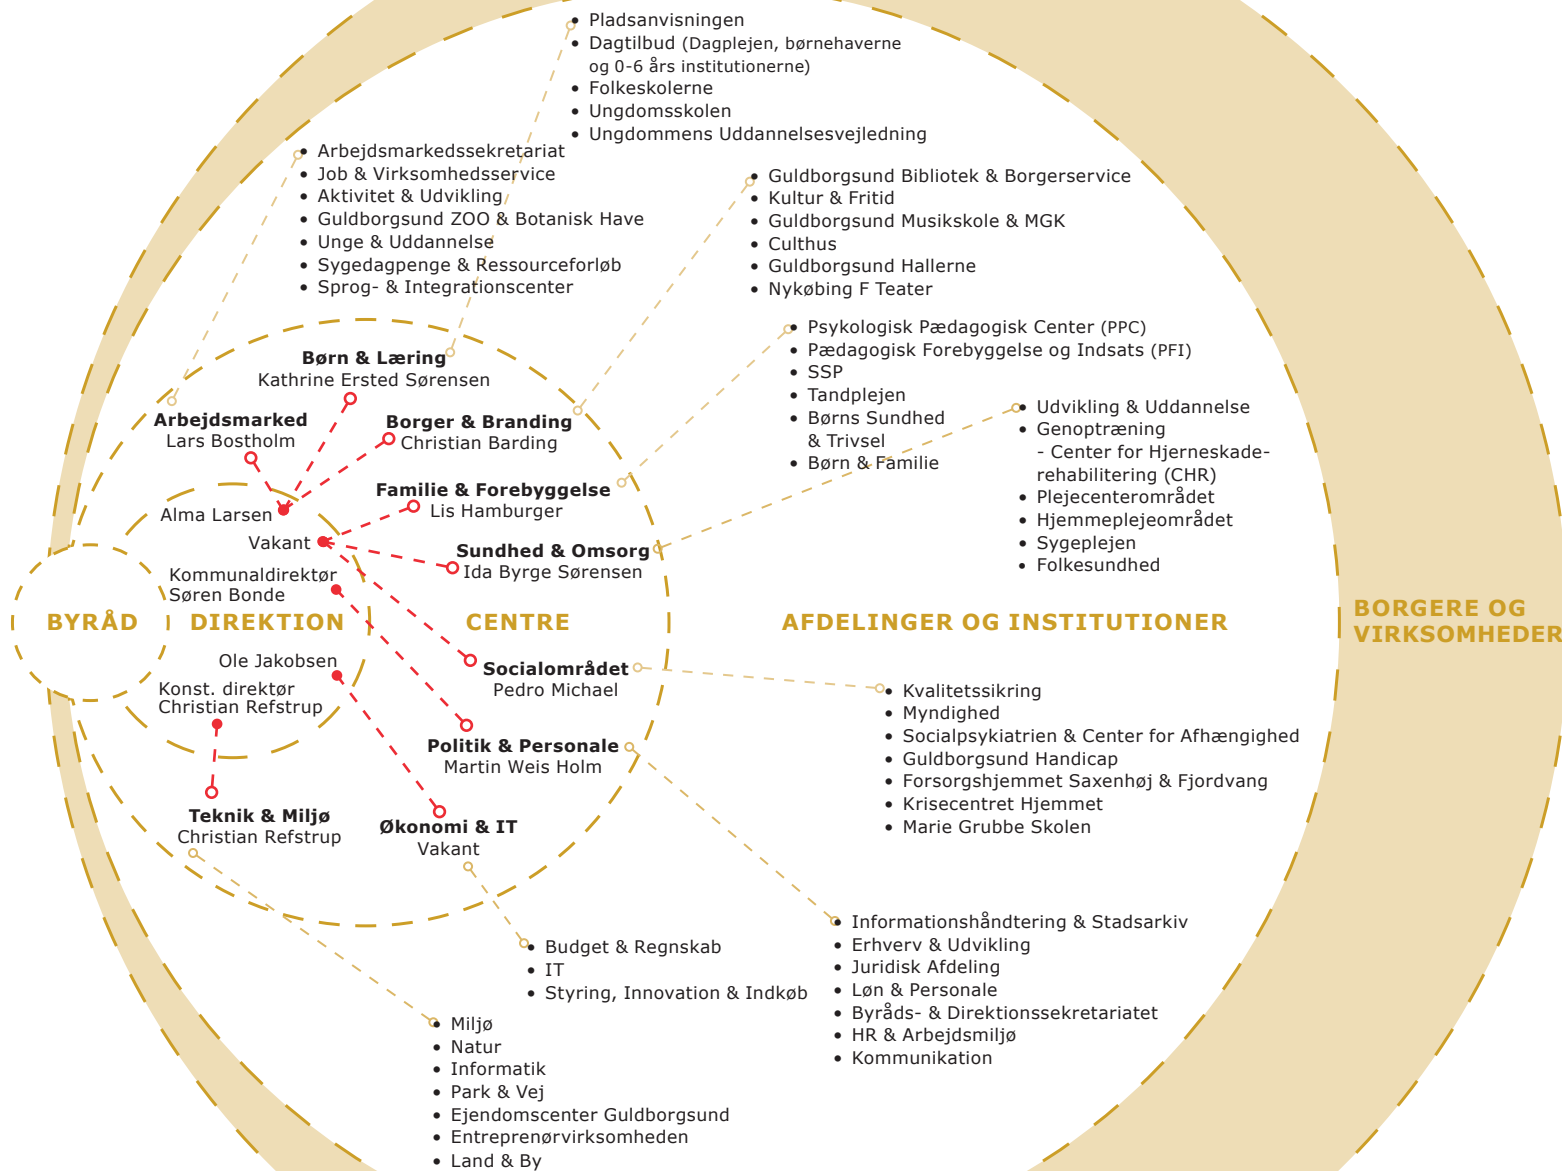 • Pladsanvisningen
• Dagtilbud (Dagplejen, børnehaverne
og 0-6 års institutionerne)
• Folkeskolerne
• Ungdomsskolen
• Ungdommens Uddannelsesvejledning
• Arbejdsmarkedssekretariat
• Job & Virksomhedsservice
• Aktivitet & Udvikling
• Guldborgsund ZOO & Botanisk Have
• Unge & Uddannelse
• Sygedagpenge & Ressourceforløb
• Sprog- & Integrationscenter
• Guldborgsund Bibliotek & Borgerservice
• Kultur & Fritid
• Guldborgsund Musikskole & MGK
• Culthus
• Guldborgsund Hallerne
• Nykøbing F Teater
• Psykologisk Pædagogisk Center (PPC)
• Pædagogisk Forebyggelse og Indsats (PFI)
• SSP
• Tandplejen
• Børns Sundhed
& Trivsel
• Børn & Familie
• Udvikling & Uddannelse
• Genoptræning
- Center for Hjerneskade-
rehabilitering (CHR)
• Plejecenterområdet
• Hjemmeplejeområdet
• Sygeplejen
• Folkesundhed
Børn & Læring
Kathrine Ersted Sørensen
Arbejdsmarked
Lars Bostholm
Borger & Branding
Christian Barding
Familie & Forebyggelse
Lis Hamburger
Alma Larsen
Vakant
Sundhed & Omsorg
Ida Byrge Sørensen
Kommunaldirektør
Søren Bonde
BYRÅD
DIREKTION
CENTRE
AFDELINGER OG INSTITUTIONER
BORGERE OG
VIRKSOMHEDER
Ole Jakobsen
Konst. direktør
Christian Refstrup
Socialområdet
Pedro Michael
Politik & Personale
Martin Weis Holm
Teknik & Miljø
Christian Refstrup
Økonomi & IT
Vakant
• Kvalitetssikring
• Myndighed
• Socialpsykiatrien & Center for Afhængighed
• Guldborgsund Handicap
• Forsorgshjemmet Saxenhøj & Fjordvang
• Krisecentret Hjemmet
• Marie Grubbe Skolen
• Informationshåndtering & Stadsarkiv
• Erhverv & Udvikling
• Juridisk Afdeling
• Løn & Personale
• Byråds- & Direktionssekretariatet
• HR & Arbejdsmiljø
• Kommunikation
• Budget & Regnskab
• IT
• Styring, Innovation & Indkøb
• Miljø
• Natur
• Informatik
• Park & Vej
• Ejendomscenter Guldborgsund
• Entreprenørvirksomheden
• Land & By